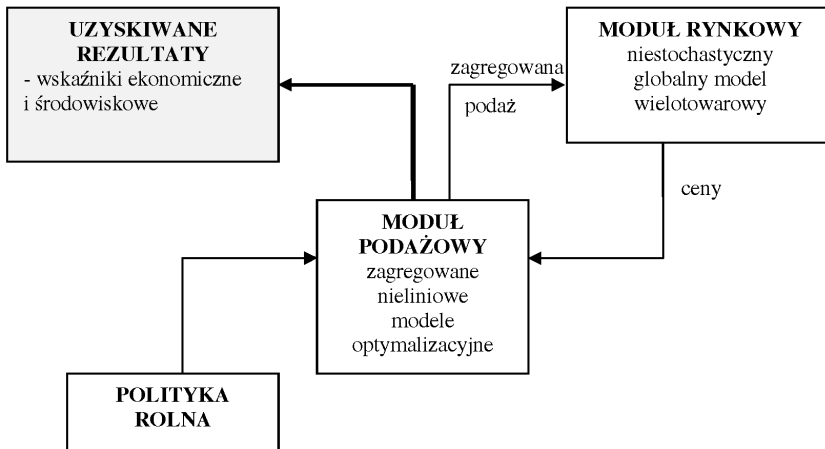 UZYSKIWANE
REZULTATY
- wskaźniki ekonomiczne
i środowiskowe
zagregowana
podaż
MODUŁ RYNKOWY
niestochastyczny
globalny model
wielotowarowy
ceny
MODUŁ
PODAŻOWY
zagregowane
nieliniowe
modele
optymalizacyjne
POLITYKA
ROLNA